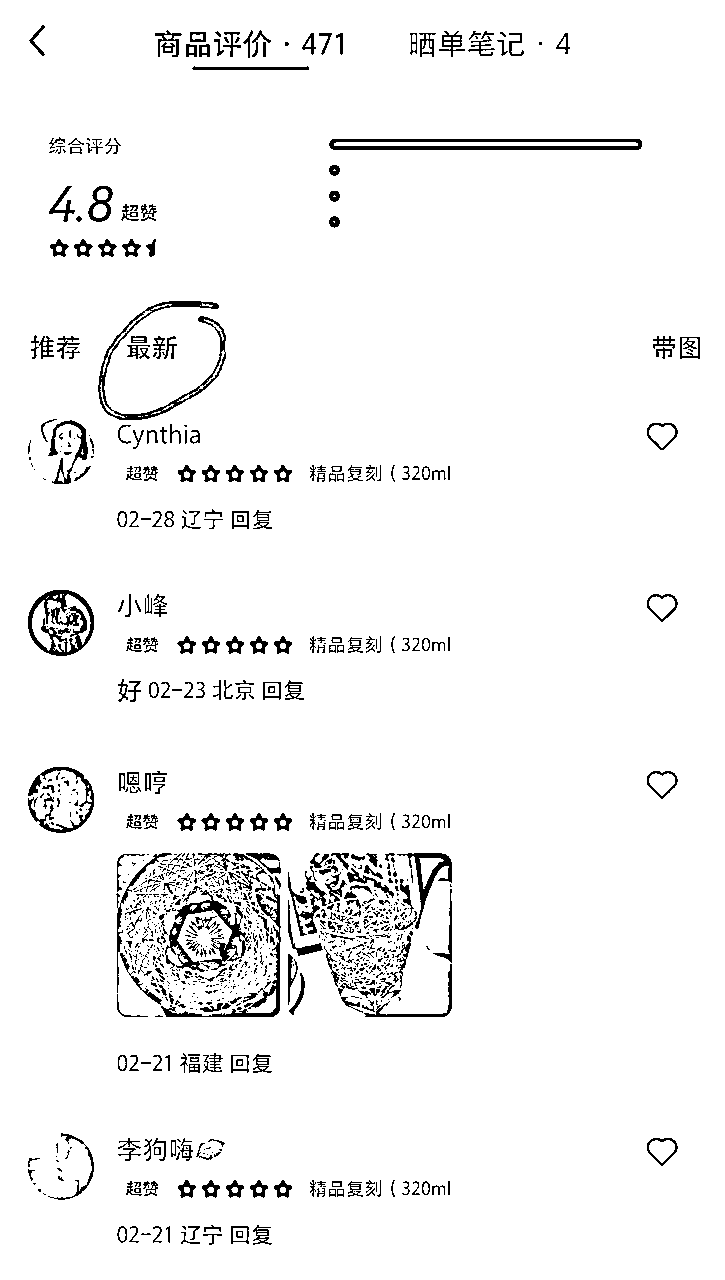 商品评价 · 471 晒单笔记 · 4
综合评分
4.8 超赞
推荐 最新 带图
Cynthia
超赞 精品复刻 ( 320ml
02-28 辽宁 回复
小峰
超赞 精品复刻 ( 320ml
好 02-23 北京 回复
嗯哼
超赞 精品复刻 ( 320ml
02-21 福建 回复
李狗嗨
超赞 精品复刻 ( 320ml
02-21 辽宁 回复